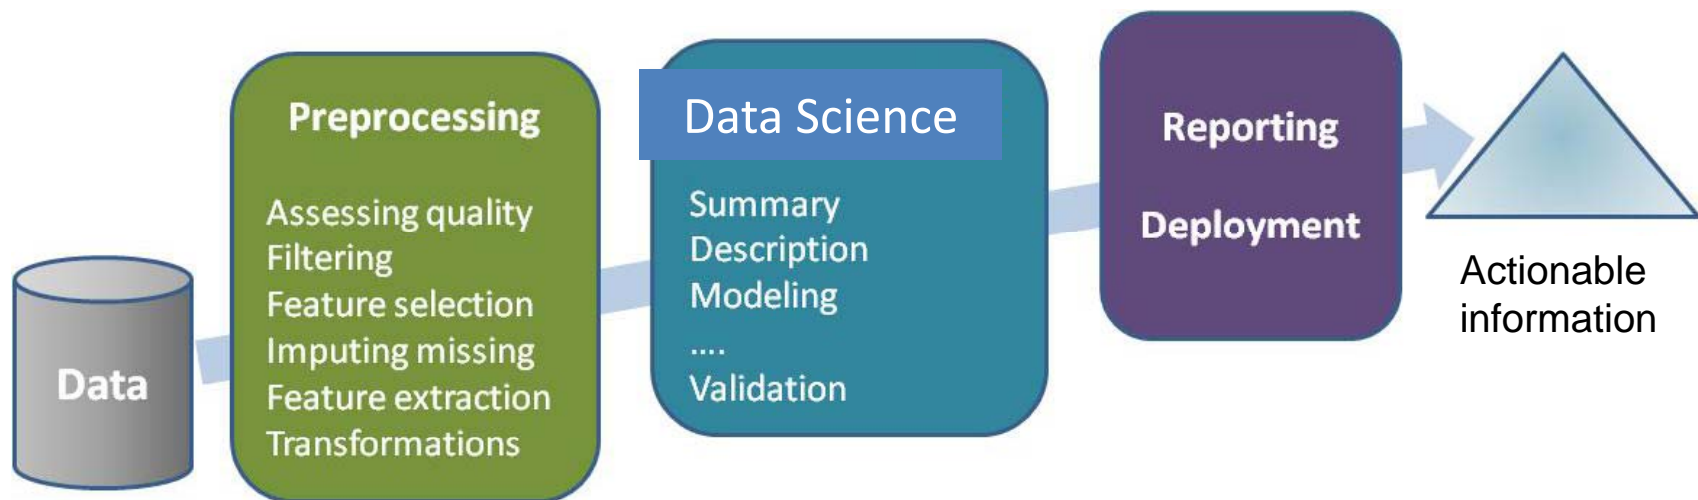 Data
Preprocessing
Assessing quality
Filtering
Feature selection
Imputing missing
Feature extraction
Transformations
Data Science
Summary
Description
Modeling
....
Validation
Reporting
Deployment
Actionable
information